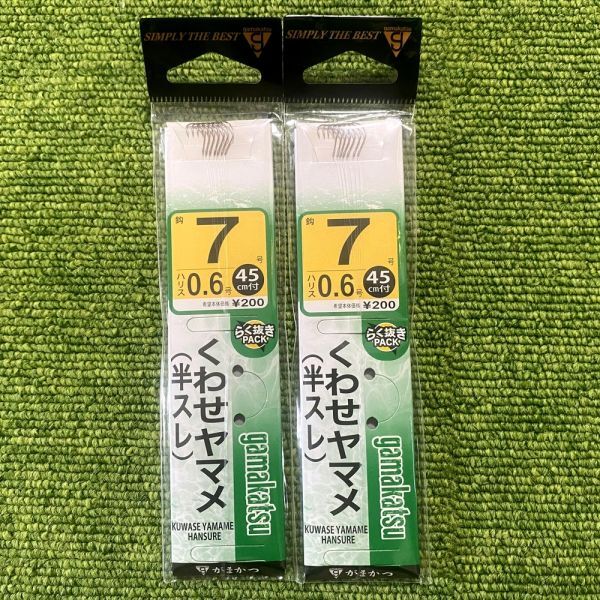 SIMPLY THE BEST
gamakatsu
鈎
7
号
ハリス
0.6
号
45
cm付
希望本体価格
¥200
らく抜き
PACK
くわせヤマメ
(半スレ)
gamakatsu
KUWASE YAMAME
HANSURE
がまかつ
SIMPLY THE BEST
gamakatsu
鈎
7
号
ハリス
0.6
号
45
cm付
希望本体価格
¥200
らく抜き
PACK
くわせヤマメ
(半スレ)
gamakatsu
KUWASE YAMAME
HANSURE
がまかつ